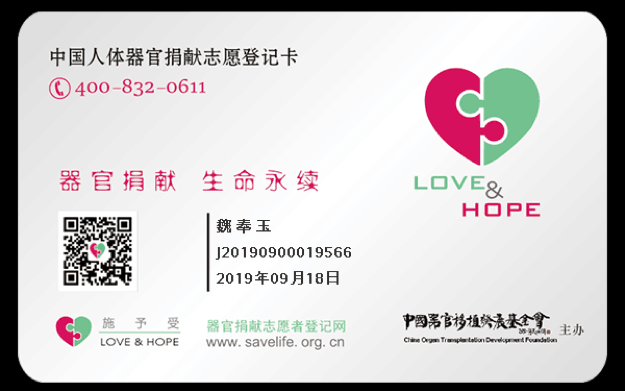 中国人体器官捐献志愿登记卡
400-832-0611
LOVE
&
HOPE
器官捐献 生命永续
魏奉玉
J20190900019566
2019年09月18日
施 予 受
LOVE & HOPE
器官捐献志愿者登记网
www.savelife.org.cn
中國器官移植發展基金會 主办
China Organ Transplantation Development Foundation